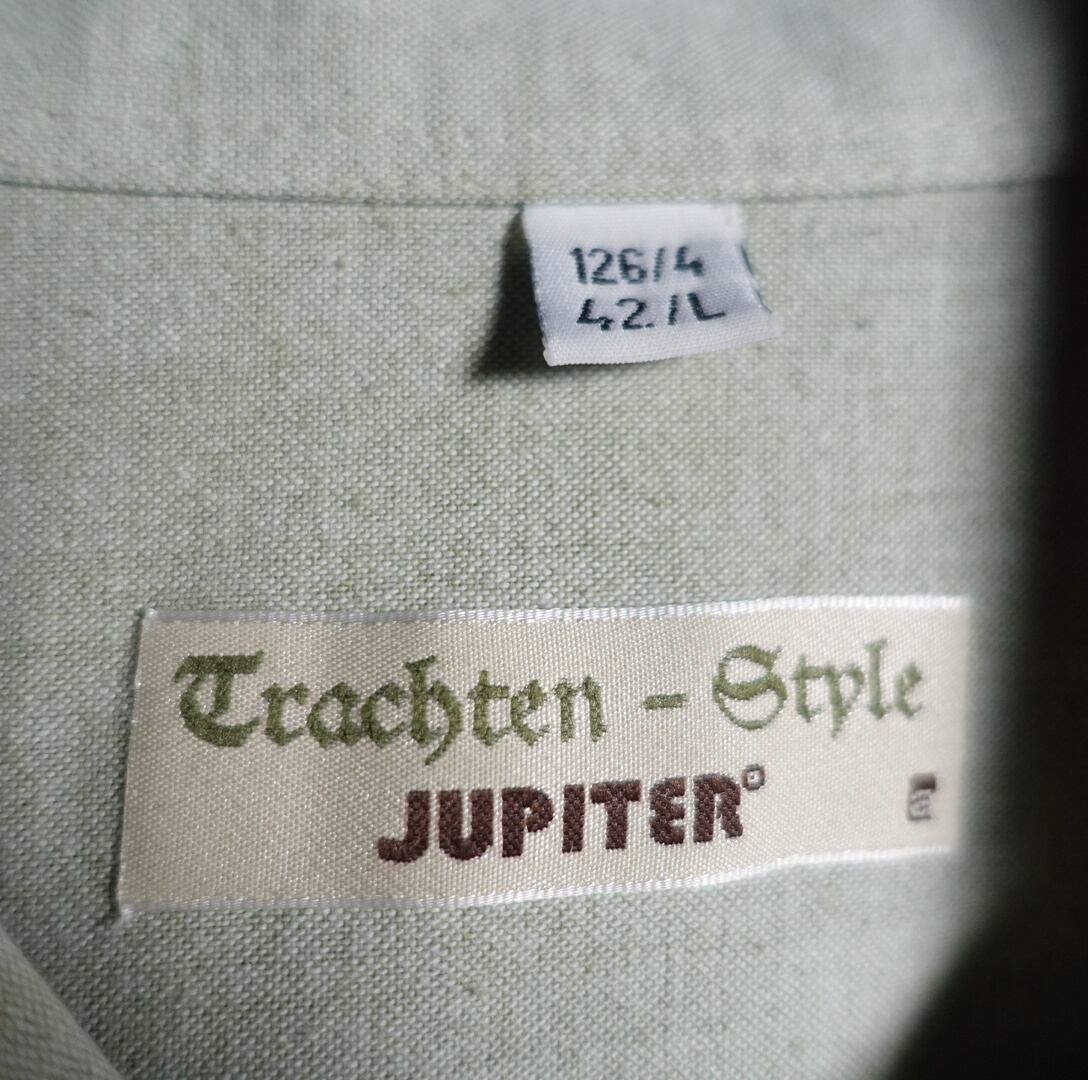 126/4
42./L
Trachten - Style
JUPITER®